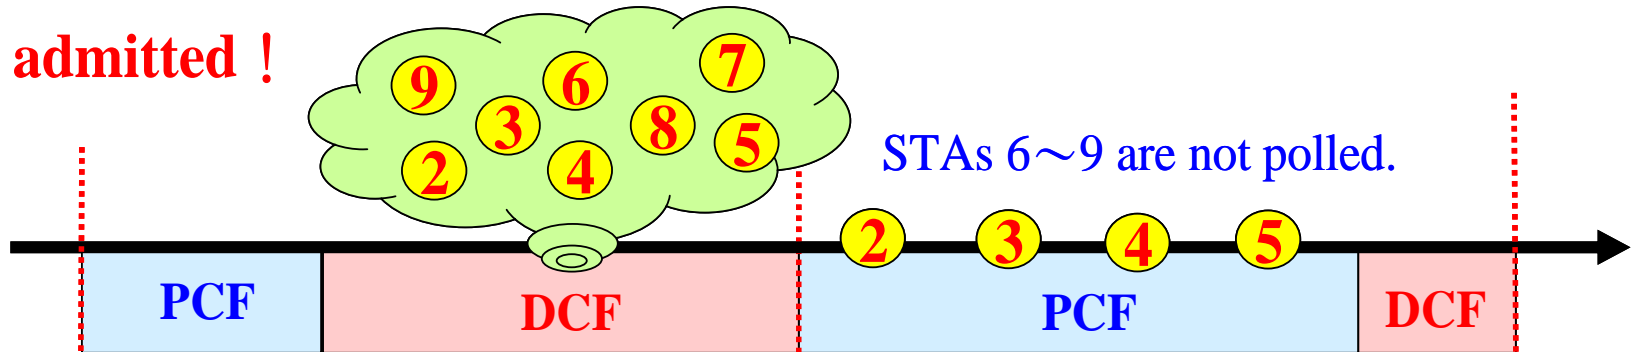 admitted !
9 6 7
3 8 5
2 4
STAs 6～9 are not polled.
2 3 4 5
PCF DCF PCF DCF